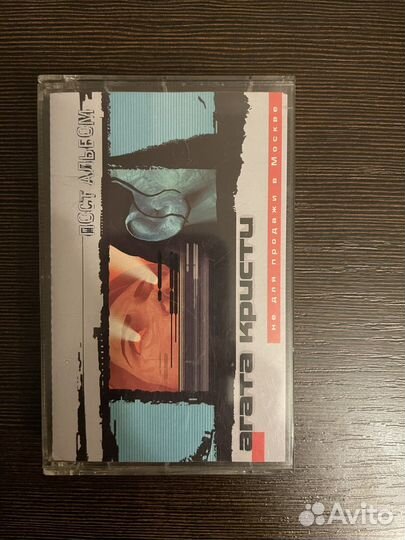 ПОСТ АЛЬБОМ
агата кристи
не для продажи в Москве
Avito